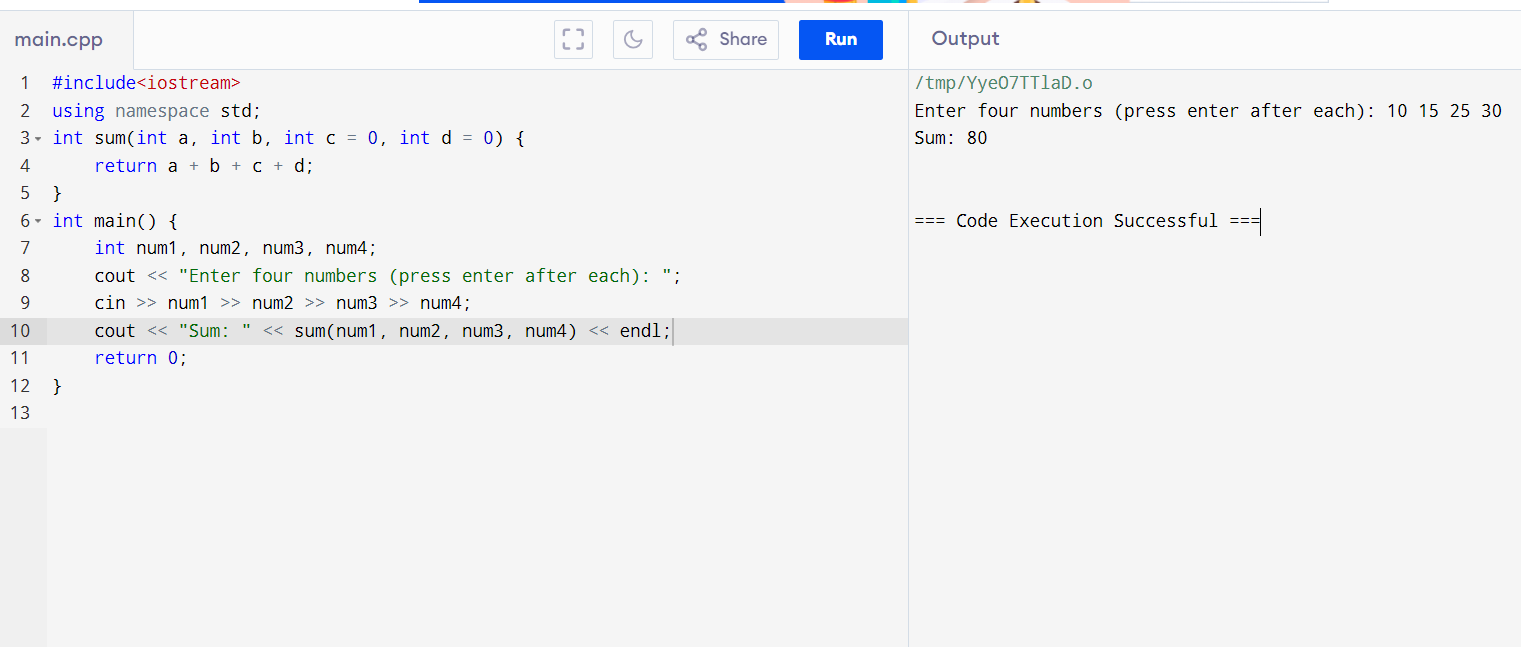 main.cpp
Share
Run
Output
1 #include<iostream>
2 using namespace std;
3 int sum(int a, int b, int c = 0, int d = 0) {
4     return a + b + c + d;
5 }
6 int main() {
7     int num1, num2, num3, num4;
8     cout << "Enter four numbers (press enter after each): ";
9     cin >> num1 >> num2 >> num3 >> num4;
10     cout << "Sum: " << sum(num1, num2, num3, num4) << endl;
11     return 0;
12 }
13
/tmp/YyeO7TTlaD.o
Enter four numbers (press enter after each): 10 15 25 30
Sum: 80
=== Code Execution Successful ===